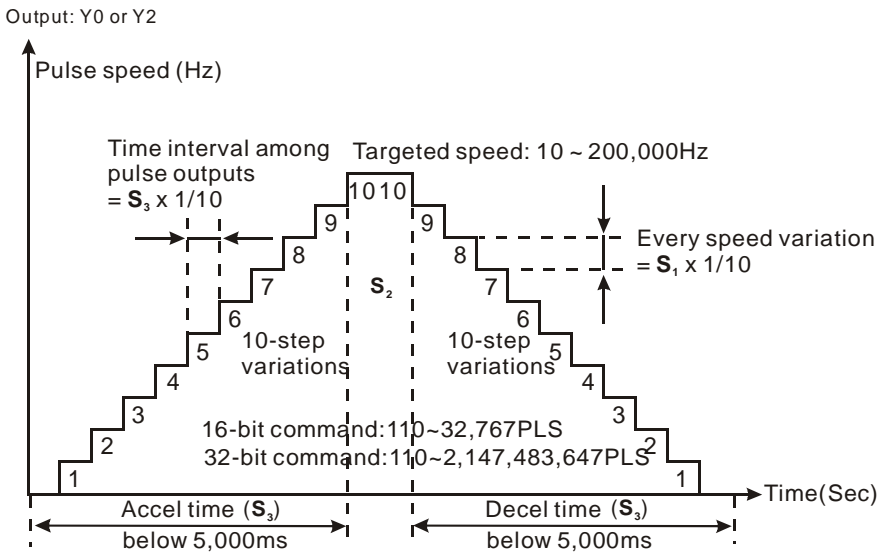 Output: Y0 or Y2
Pulse speed (Hz)
Time interval among
pulse outputs
= S₃ x 1/10
Targeted speed: 10 ~ 200,000Hz
10 10
9
9
Every speed variation
= S₁ x 1/10
8
8
7
S₂
7
6
6
10-step
variations
10-step
variations
5
5
4
4
3
3
16-bit command:110~32,767PLS
2
2
32-bit command:110~2,147,483,647PLS
1
1
Time(Sec)
Accel time (S₃)
below 5,000ms
Decel time (S₃)
below 5,000ms